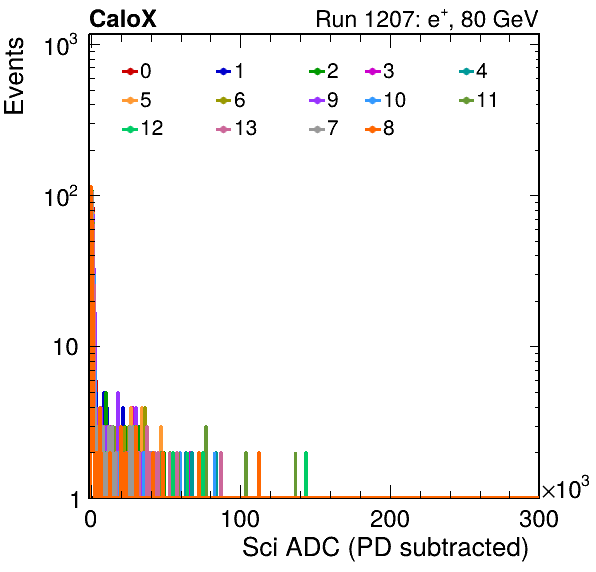 CaloX Run 1207: e⁺, 80 GeV
Events
10³
10²
10
1
0 1 2 3 4
5 6 9 10 11
12 13 7 8
0 100 200 300
×10³
Sci ADC (PD subtracted)